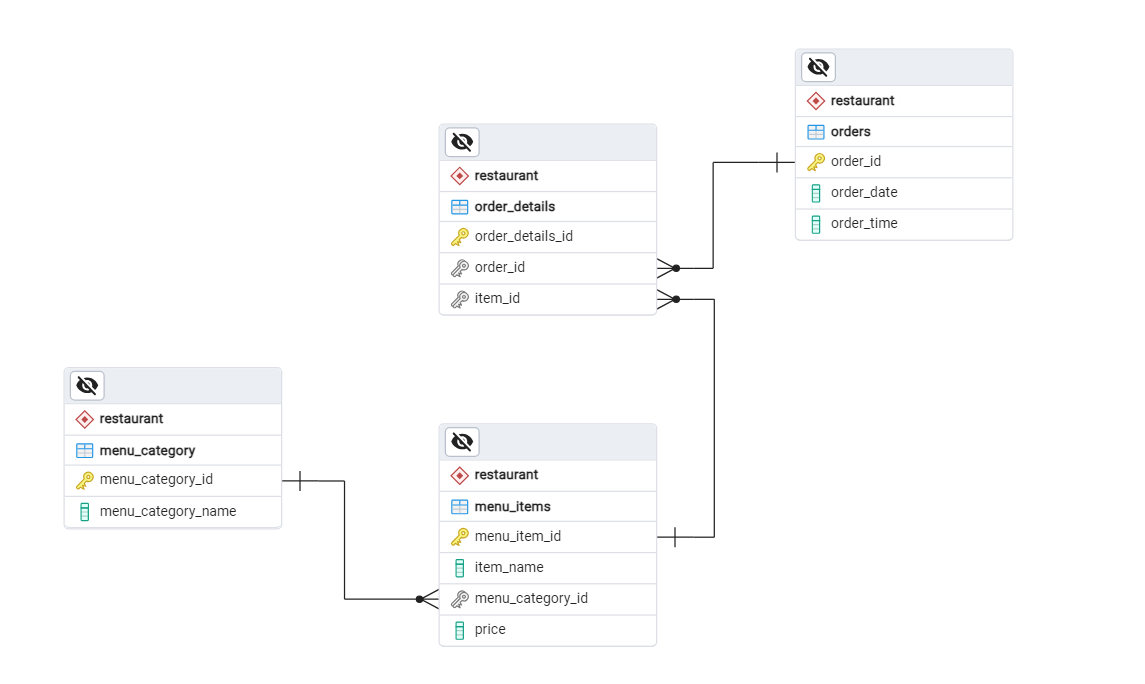 restaurant
orders
order_id
order_date
order_time
restaurant
order_details
order_details_id
order_id
item_id
restaurant
menu_category
menu_category_id
menu_category_name
restaurant
menu_items
menu_item_id
item_name
menu_category_id
price